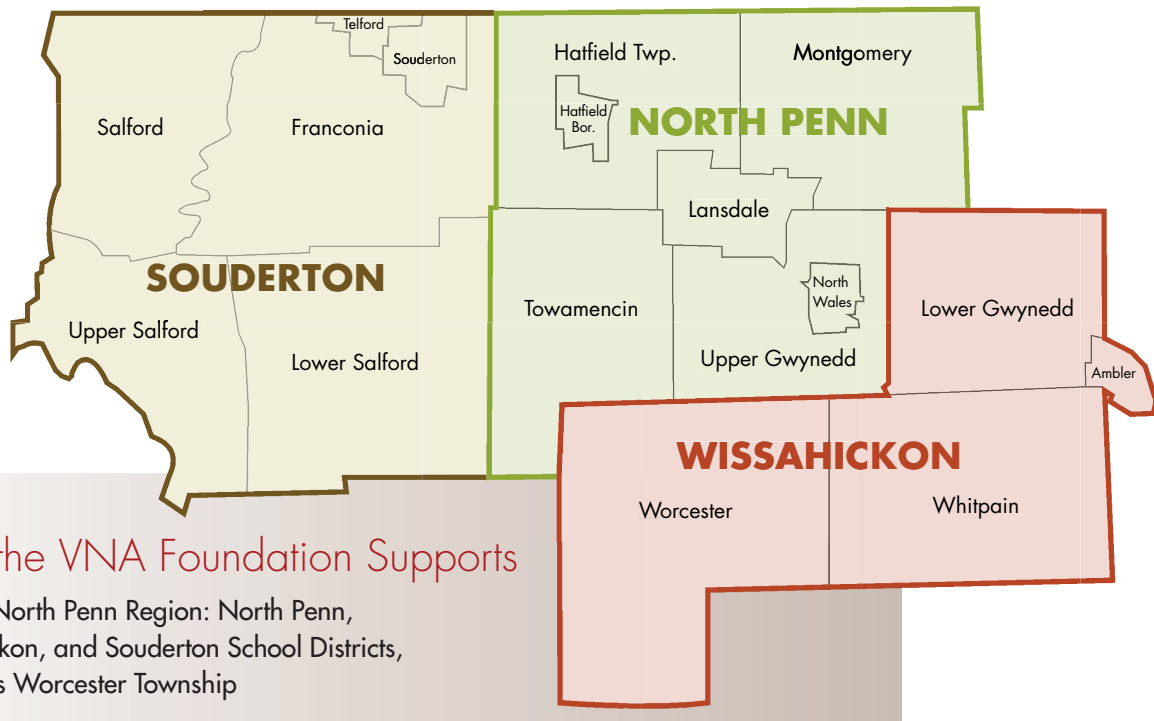 Telford
Souderton
Salford
Franconia
SOUDERTON
Upper Salford
Lower Salford
Hatfield Twp.
Montgomery
Hatfield
Bor.
NORTH PENN
Lansdale
Towamencin
North
Wales
Upper Gwynedd
Lower Gwynedd
Ambler
WISSAHICKON
Worcester
Whitpain
the VNA Foundation Supports
North Penn Region: North Penn,
kon, and Souderton School Districts,
s Worcester Township